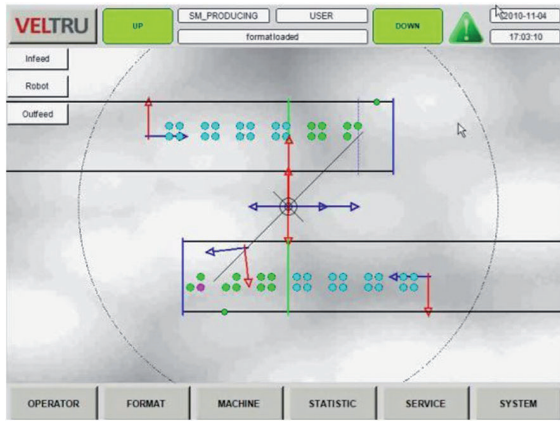 VELTRU
UP
SM_PRODUCING
USER
format loaded
DOWN
2010-11-04
17:03:10
Infeed
Robot
Outfeed
OPERATOR
FORMAT
MACHINE
STATISTIC
SERVICE
SYSTEM